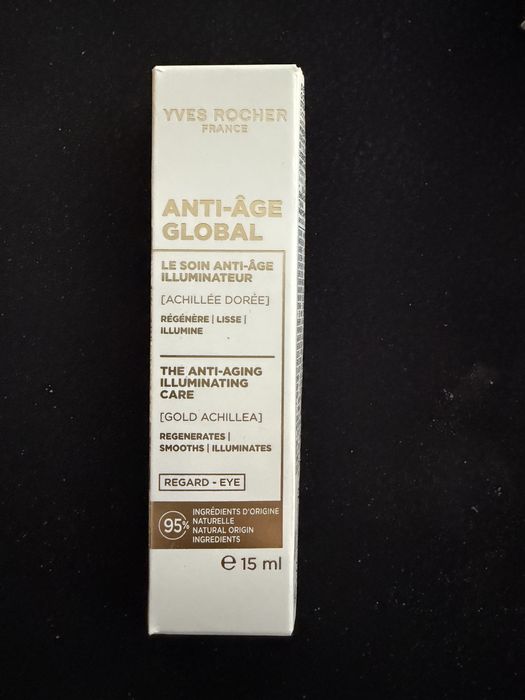 YVES ROCHER
FRANCE
ANTI-ÂGE
GLOBAL
LE SOIN ANTI-ÂGE
ILLUMINATEUR
[ACHILLÉE DORÉE]
RÉGÉNÈRE | LISSE |
ILLUMINE
THE ANTI-AGING
ILLUMINATING
CARE
[GOLD ACHILLEA]
REGENERATES |
SMOOTHS | ILLUMINATES
REGARD - EYE
95%
INGRÉDIENTS D'ORIGINE
NATURELLE
NATURAL ORIGIN
INGREDIENTS
℮ 15 ml